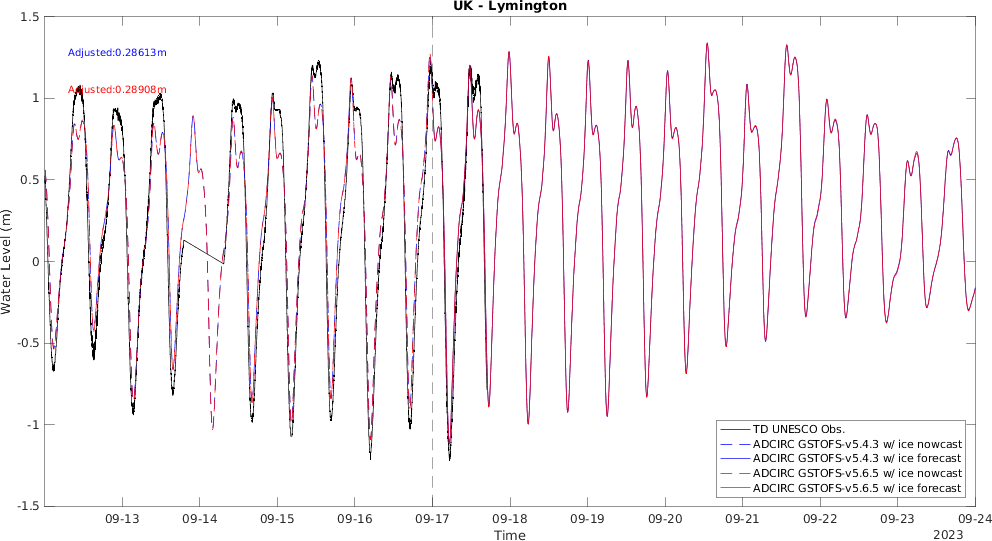 UK - Lymington
1.5
Adjusted:0.28613m
Adjusted:0.28908m
1
0.5
0
-0.5
-1
-1.5
Water Level (m)
TD UNESCO Obs.
ADCIRC GSTOFS-v5.4.3 w/ ice nowcast
ADCIRC GSTOFS-v5.4.3 w/ ice forecast
ADCIRC GSTOFS-v5.6.5 w/ ice nowcast
ADCIRC GSTOFS-v5.6.5 w/ ice forecast
09-13 09-14 09-15 09-16 09-17 09-18 09-19 09-20 09-21 09-22 09-23 09-24
Time
2023